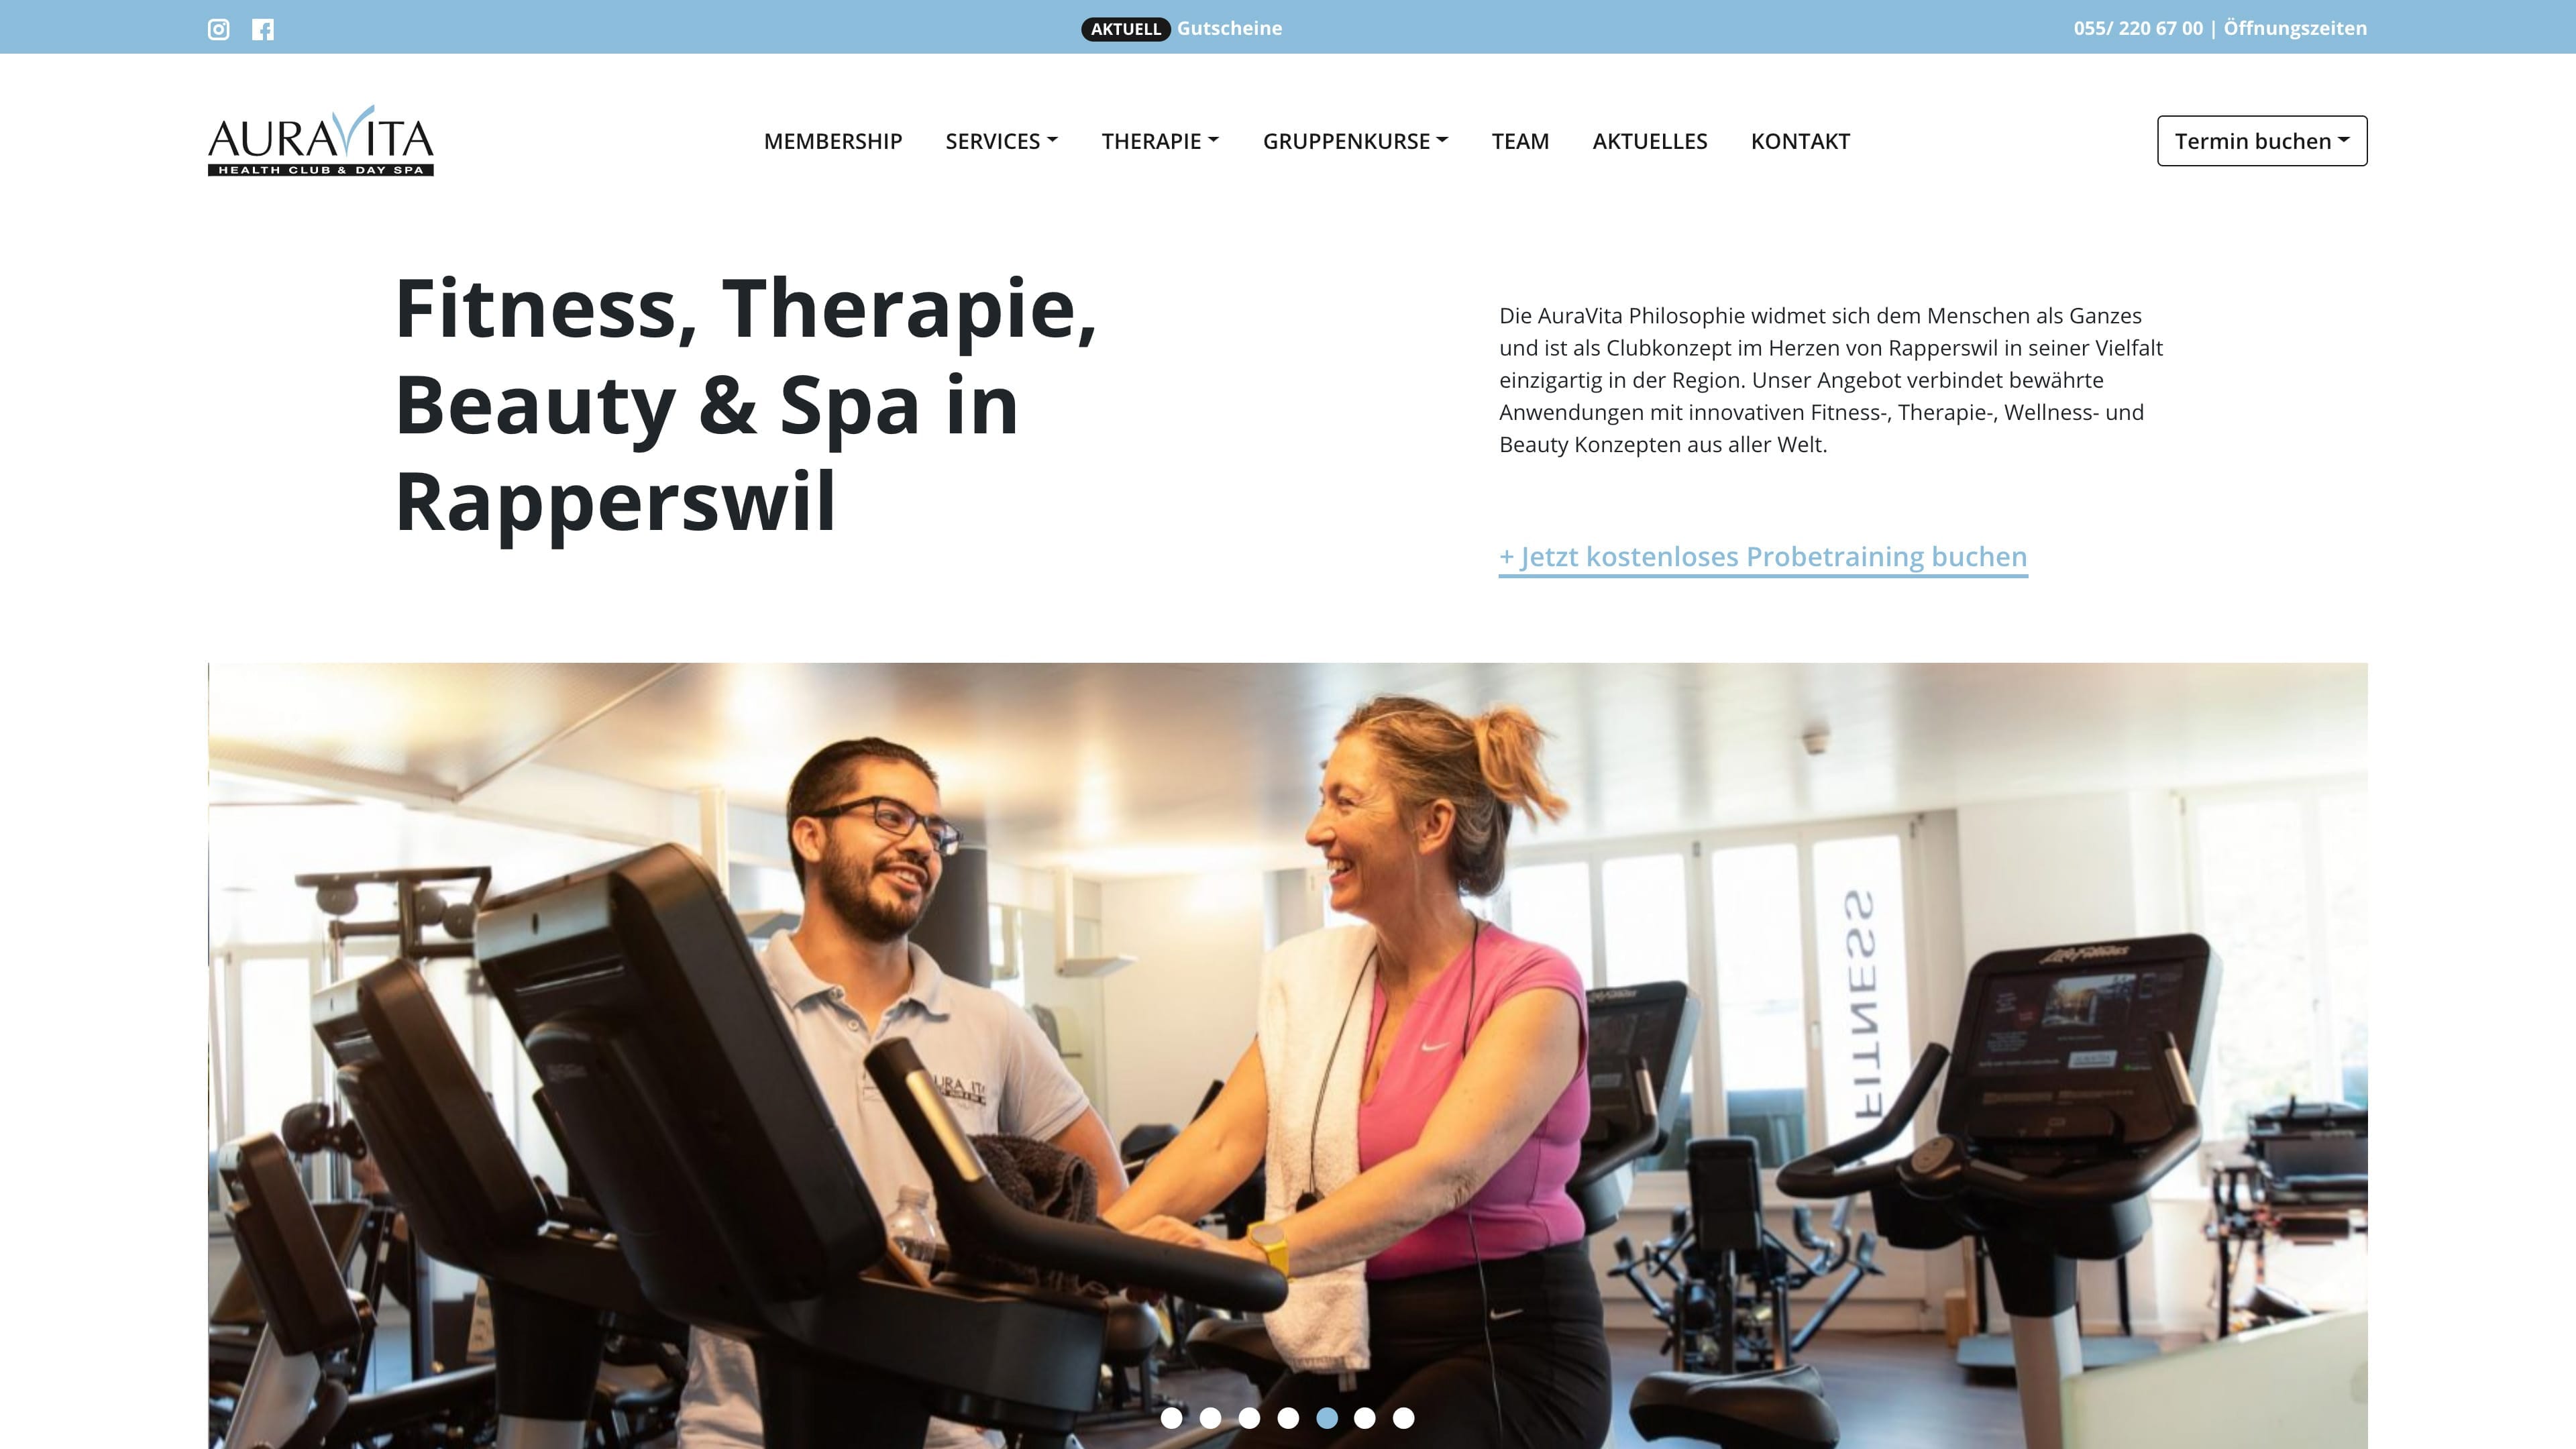 AKTUELL Gutscheine
055/ 220 67 00 | Öffnungszeiten
AURAVITA
HEALTH CLUB & DAY SPA
MEMBERSHIP SERVICES THERAPIE GRUPPENKURSE TEAM AKTUELLES KONTAKT
Termin buchen
Fitness, Therapie,
Beauty & Spa in
Rapperswil
Die AuraVita Philosophie widmet sich dem Menschen als Ganzes
und ist als Clubkonzept im Herzen von Rapperswil in seiner Vielfalt
einzigartig in der Region. Unser Angebot verbindet bewährte
Anwendungen mit innovativen Fitness-, Therapie-, Wellness- und
Beauty Konzepten aus aller Welt.
+ Jetzt kostenloses Probetraining buchen
FITNESS